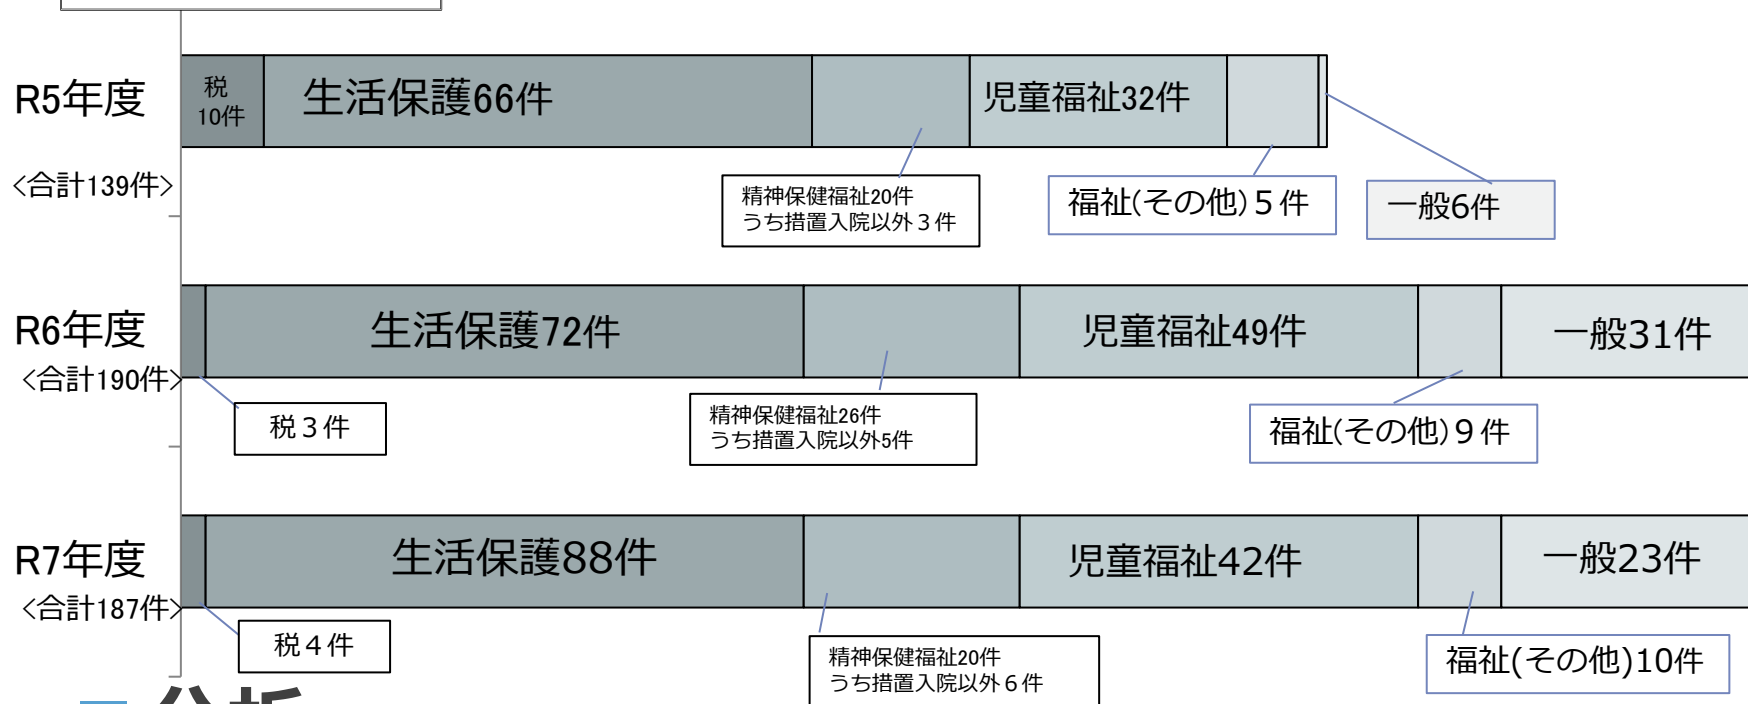 R5年度
税
10件
生活保護66件
児童福祉32件
<合計139件>
精神保健福祉20件
うち措置入院以外３件
福祉(その他)５件
一般6件
R6年度
生活保護72件
児童福祉49件
一般31件
<合計190件>
税３件
精神保健福祉26件
うち措置入院以外5件
福祉(その他)９件
R7年度
生活保護88件
児童福祉42件
一般23件
<合計187件>
税４件
精神保健福祉20件
うち措置入院以外６件
福祉(その他)10件
分析